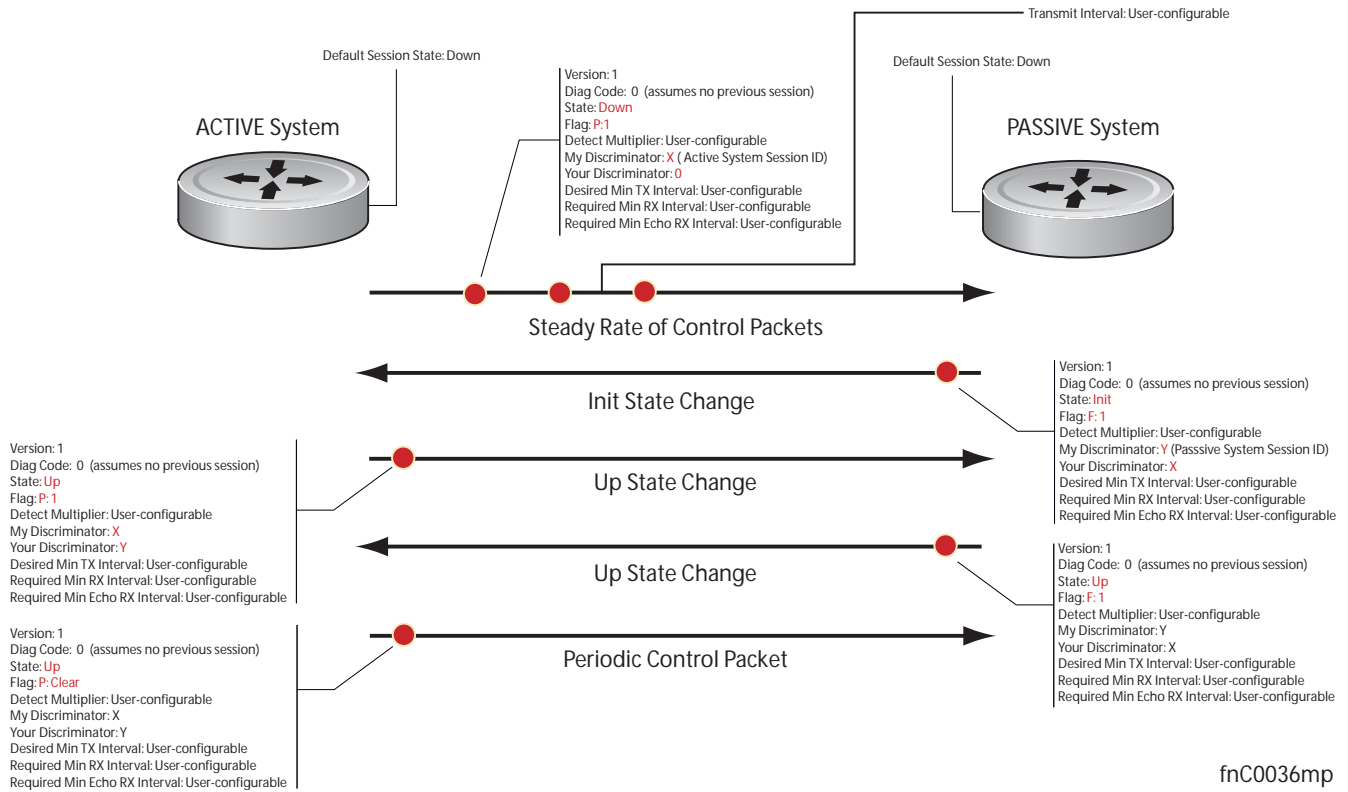 Transmit Interval: User-configurable
Default Session State: Down
Default Session State: Down
Version: 1
Diag Code: 0 (assumes no previous session)
State: Down
Flag: P:1
Detect Multiplier: User-configurable
My Discriminator: X ( Active System Session ID)
Your Discriminator: 0
Desired Min TX Interval: User-configurable
Required Min RX Interval: User-configurable
Required Min Echo RX Interval: User-configurable
ACTIVE System
PASSIVE System
Steady Rate of Control Packets
Init State Change
Version: 1
Diag Code: 0 (assumes no previous session)
State: Init
Flag: F: 1
Detect Multiplier: User-configurable
My Discriminator: Y (Passsive System Session ID)
Your Discriminator: X
Desired Min TX Interval: User-configurable
Required Min RX Interval: User-configurable
Required Min Echo RX Interval: User-configurable
Version: 1
Diag Code: 0 (assumes no previous session)
State: Up
Flag: P: 1
Detect Multiplier: User-configurable
My Discriminator: X
Your Discriminator: Y
Desired Min TX Interval: User-configurable
Required Min RX Interval: User-configurable
Required Min Echo RX Interval: User-configurable
Up State Change
Up State Change
Version: 1
Diag Code: 0 (assumes no previous session)
State: Up
Flag: F: 1
Detect Multiplier: User-configurable
My Discriminator: Y
Your Discriminator: X
Desired Min TX Interval: User-configurable
Required Min RX Interval: User-configurable
Required Min Echo RX Interval: User-configurable
Version: 1
Diag Code: 0 (assumes no previous session)
State: Up
Flag: P: Clear
Detect Multiplier: User-configurable
My Discriminator: X
Your Discriminator: Y
Desired Min TX Interval: User-configurable
Required Min RX Interval: User-configurable
Required Min Echo RX Interval: User-configurable
Periodic Control Packet
fnC0036mp